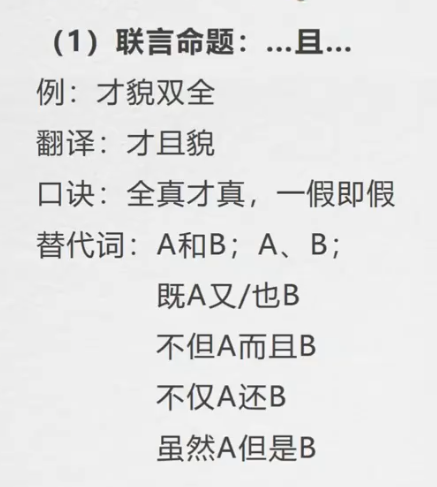 （1）联言命题：...且...
例：才貌双全
翻译：才且貌
口诀：全真才真，一假即假
替代词：A和B；A、B；
既A又/也B
不但A而且B
不仅A还B
虽然A但是B